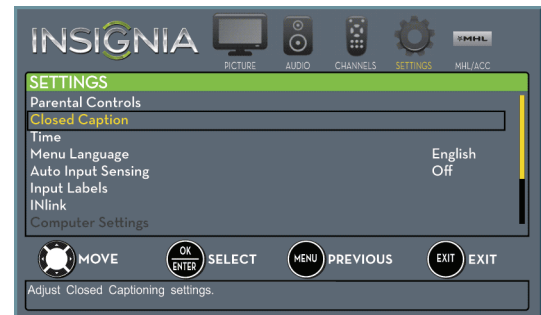 INSIGNIA
PICTURE AUDIO CHANNELS SETTINGS MHL MHL/ACC
SETTINGS
Parental Controls
Closed Caption
Time
Menu Language English
Auto Input Sensing Off
Input Labels
INlink
Computer Settings
MOVE OK ENTER SELECT MENU PREVIOUS EXIT EXIT
Adjust Closed Captioning settings.